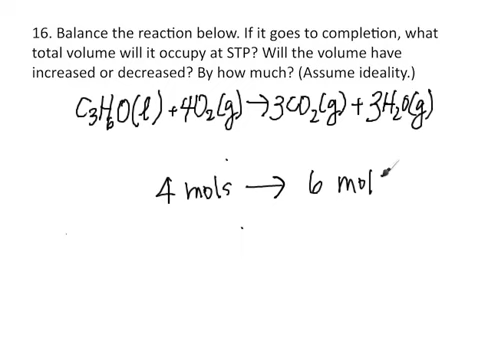 16. Balance the reaction below. If it goes to completion, what
total volume will it occupy at STP? Will the volume have
increased or decreased? By how much? (Assume ideality.)
C₃H₆O(l) + 4O₂(g) → 3CO₂(g) + 3H₂O(g)
4 mols → 6 mol